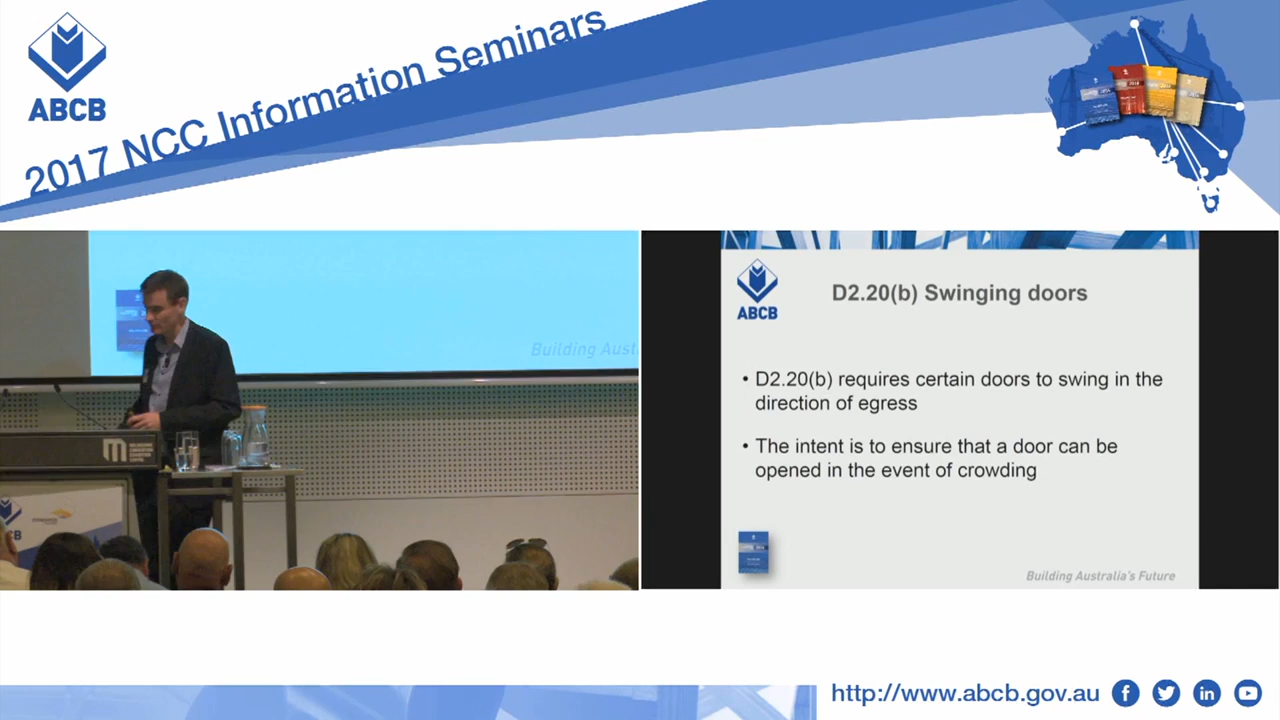 ABCB
2017 NCC Information Seminars
Building Aust
ABCB
D2.20(b) Swinging doors
• D2.20(b) requires certain doors to swing in the
direction of egress
• The intent is to ensure that a door can be
opened in the event of crowding
Building Australia's Future
http://www.abcb.gov.au